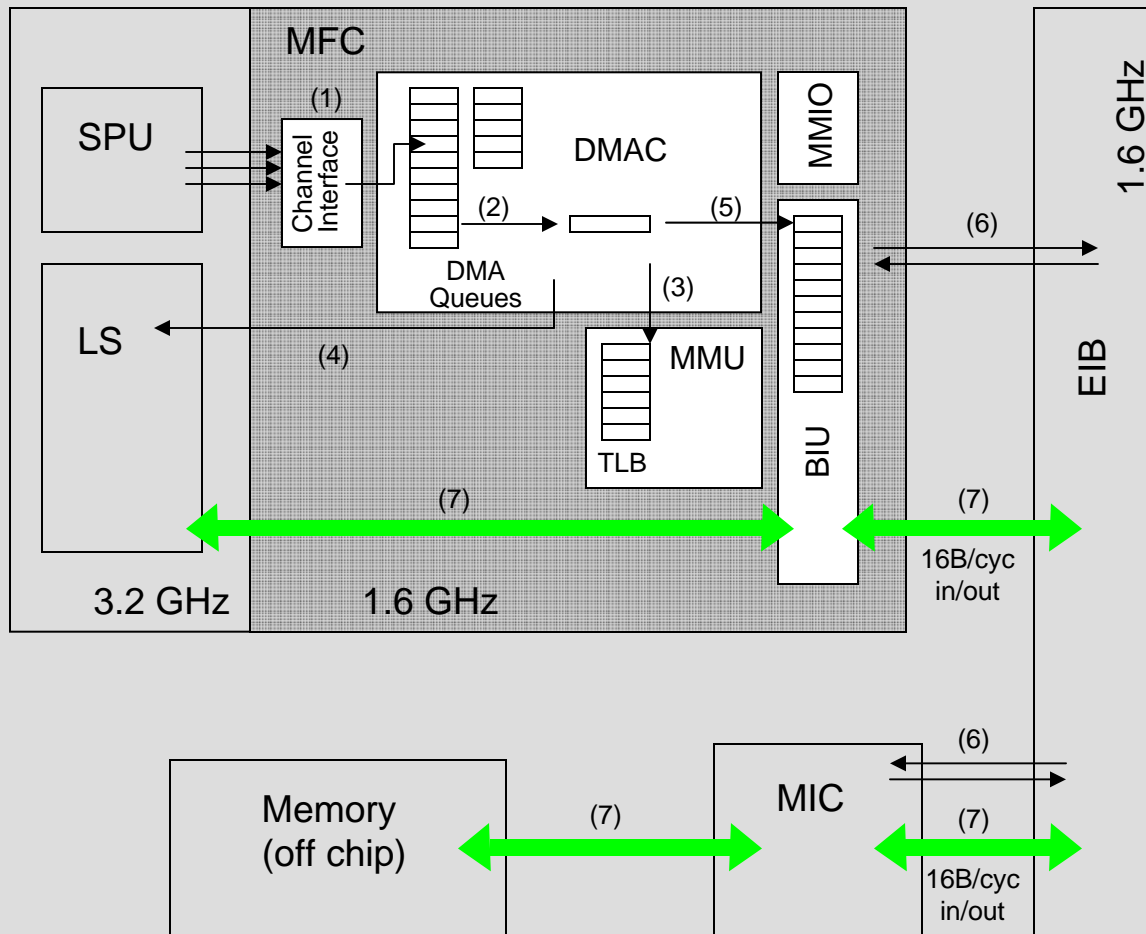 MFC
(1)
SPU
Channel
Interface
DMAC
MMIO
1.6 GHz
(2)
(5)
(6)
DMA
Queues
(3)
LS
(4)
MMU
EIB
TLB
BIU
(7)
(7)
16B/cyc
in/out
3.2 GHz
1.6 GHz
(6)
Memory
(off chip)
(7)
MIC
(7)
16B/cyc
in/out